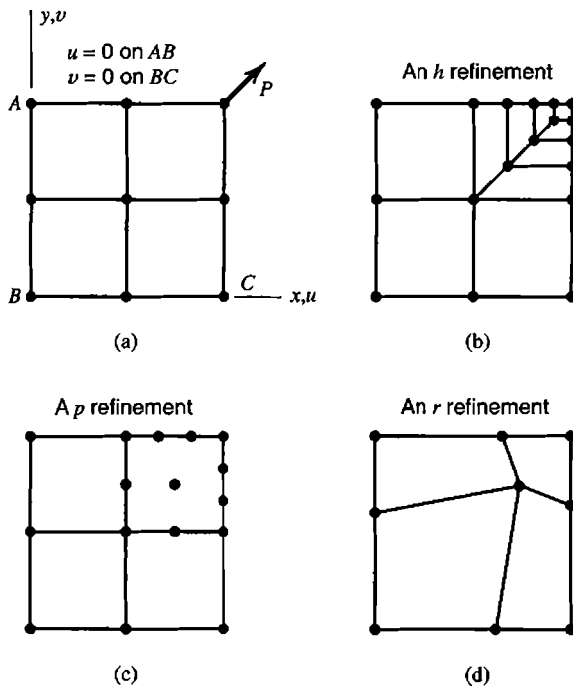 y,υ
u = 0 on AB
υ = 0 on BC
P
A
B
C
x,u
(a)
An h refinement
(b)
A p refinement
(c)
An r refinement
(d)